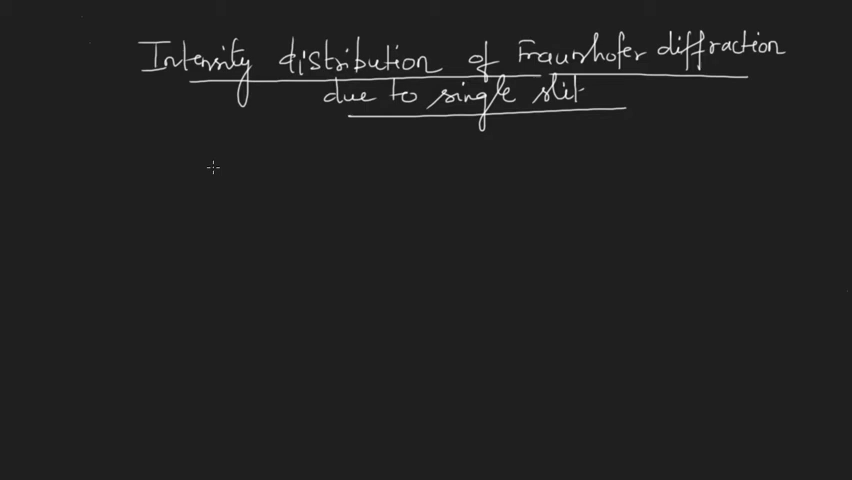 Intensity distribution of Fraunhofer diffraction
due to single slit